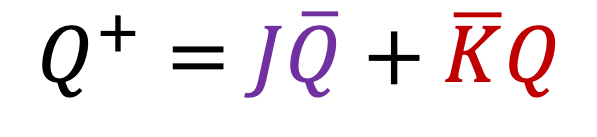 Q⁺ = JQ̅ + K̅Q